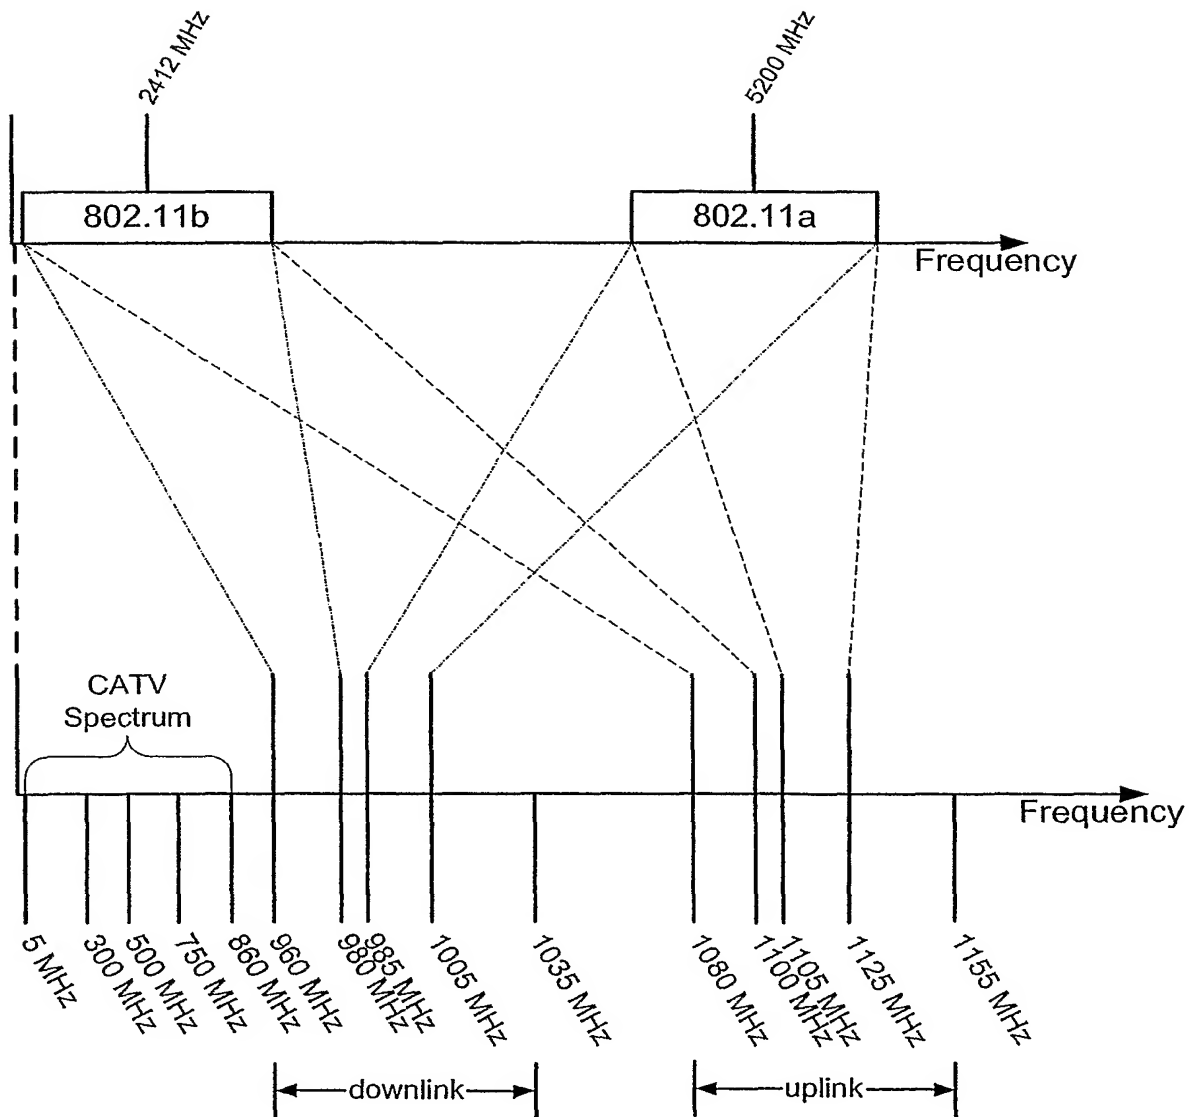 2412 MHz
5200 MHz
802.11b
802.11a
Frequency
CATV
Spectrum
Frequency
5 MHz
300 MHz
500 MHz
750 MHz
860 MHz
960 MHz
980 MHz
985 MHz
1005 MHz
1035 MHz
1080 MHz
1100 MHz
1105 MHz
1125 MHz
1155 MHz
downlink
uplink